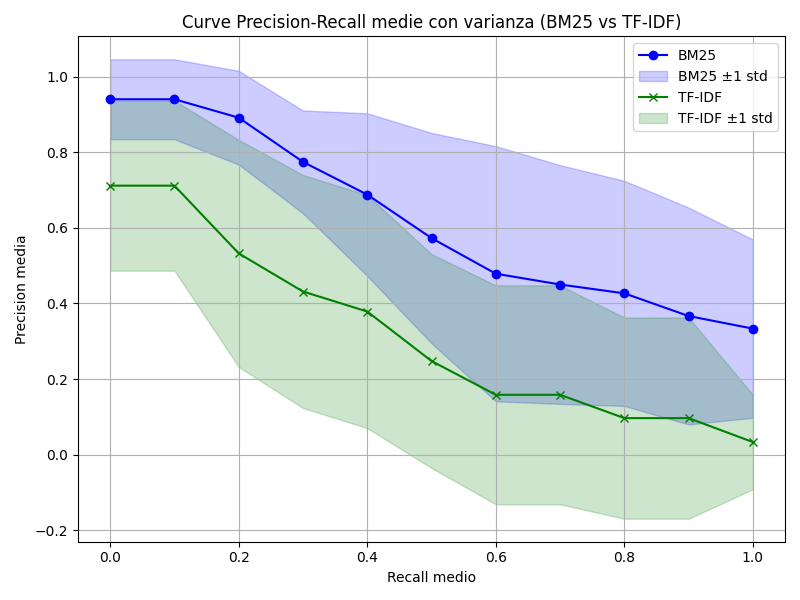 Curve Precision-Recall medie con varianza (BM25 vs TF-IDF)
BM25
BM25 ±1 std
TF-IDF
TF-IDF ±1 std
Precision media
1.0
0.8
0.6
0.4
0.2
0.0
−0.2
0.0 0.2 0.4 0.6 0.8 1.0
Recall medio